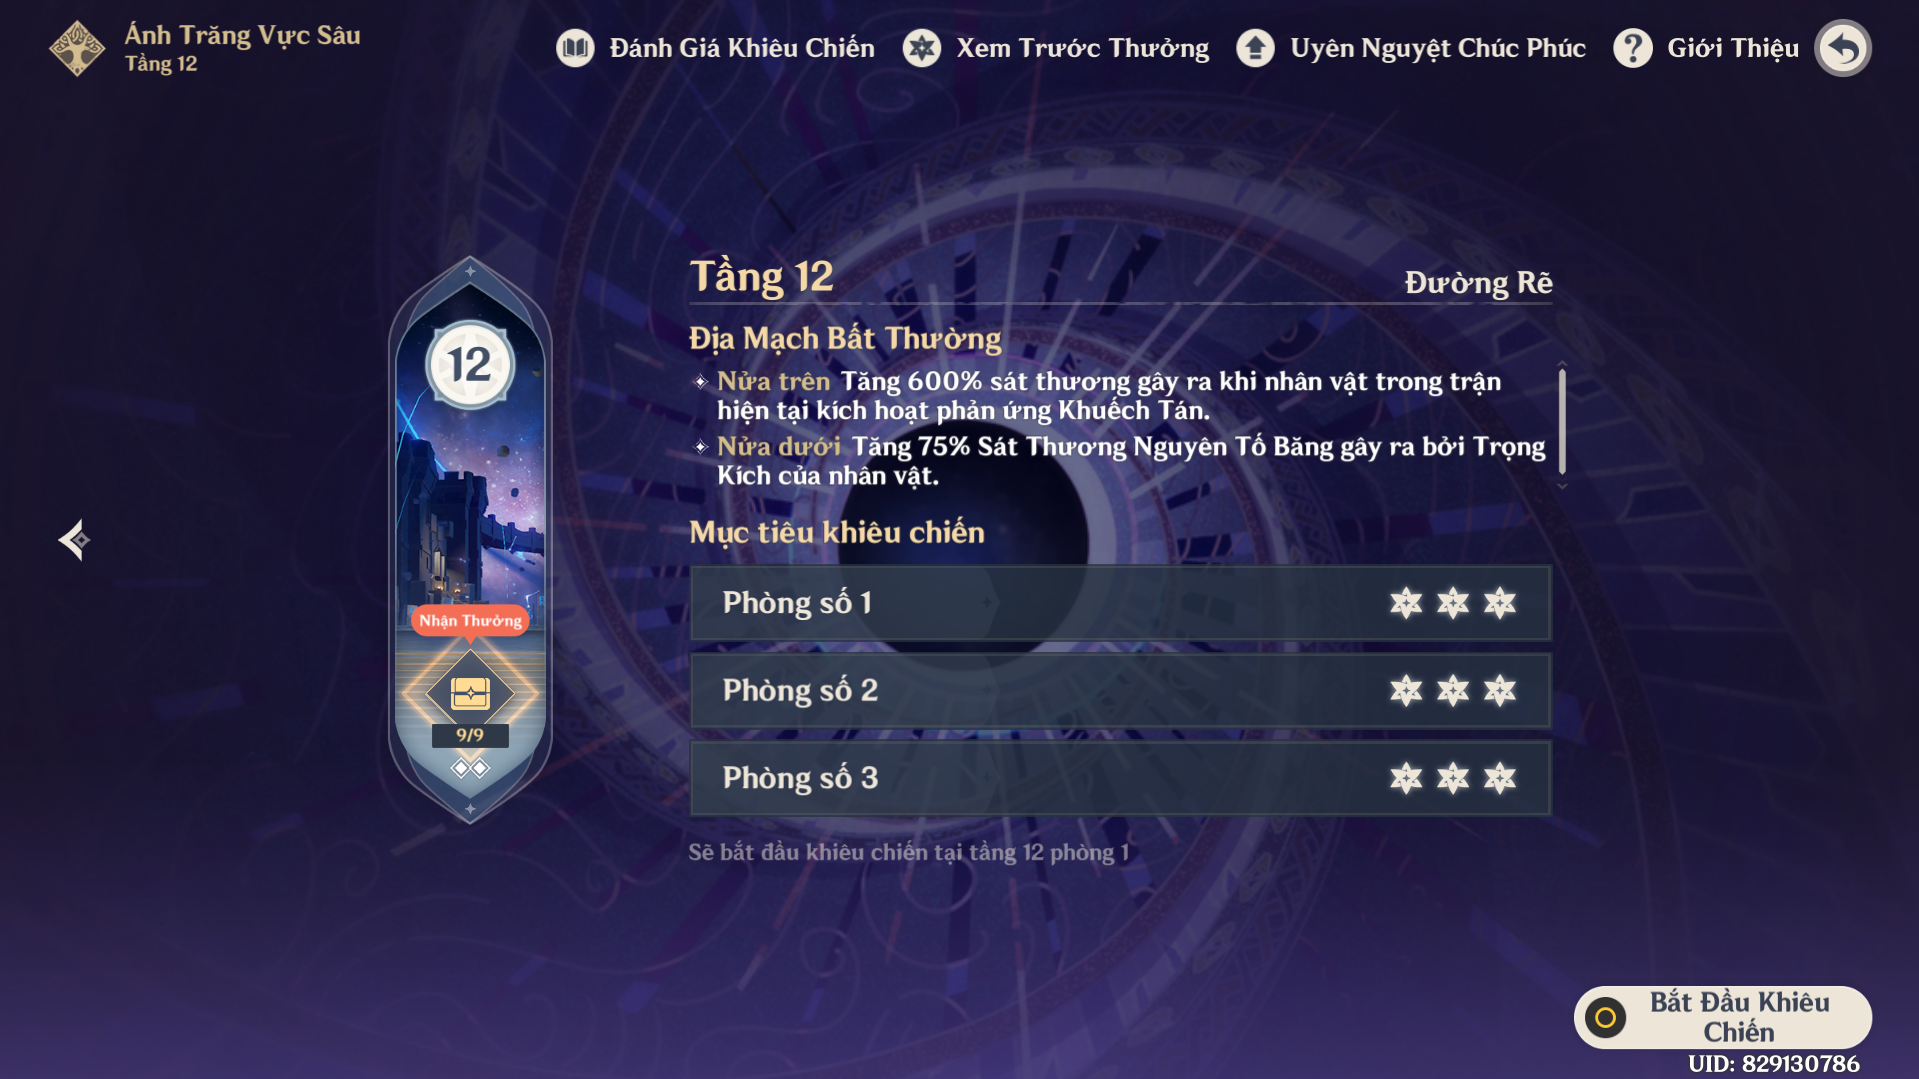 Ánh Trăng Vực Sâu
Tầng 12
Đánh Giá Khiêu Chiến
Xem Trước Thưởng
Uyên Nguyệt Chúc Phúc
Giới Thiệu
12
Nhận Thưởng
9/9
Tầng 12
Đường Rẽ
Địa Mạch Bất Thường
Nửa trên Tăng 600% sát thương gây ra khi nhân vật trong trận
hiện tại kích hoạt phản ứng Khuếch Tán.
Nửa dưới Tăng 75% Sát Thương Nguyên Tố Băng gây ra bởi Trọng
Kích của nhân vật.
Mục tiêu khiêu chiến
Phòng số 1
Phòng số 2
Phòng số 3
Sẽ bắt đầu khiêu chiến tại tầng 12 phòng 1
Bắt Đầu Khiêu
Chiến
UID: 829130786